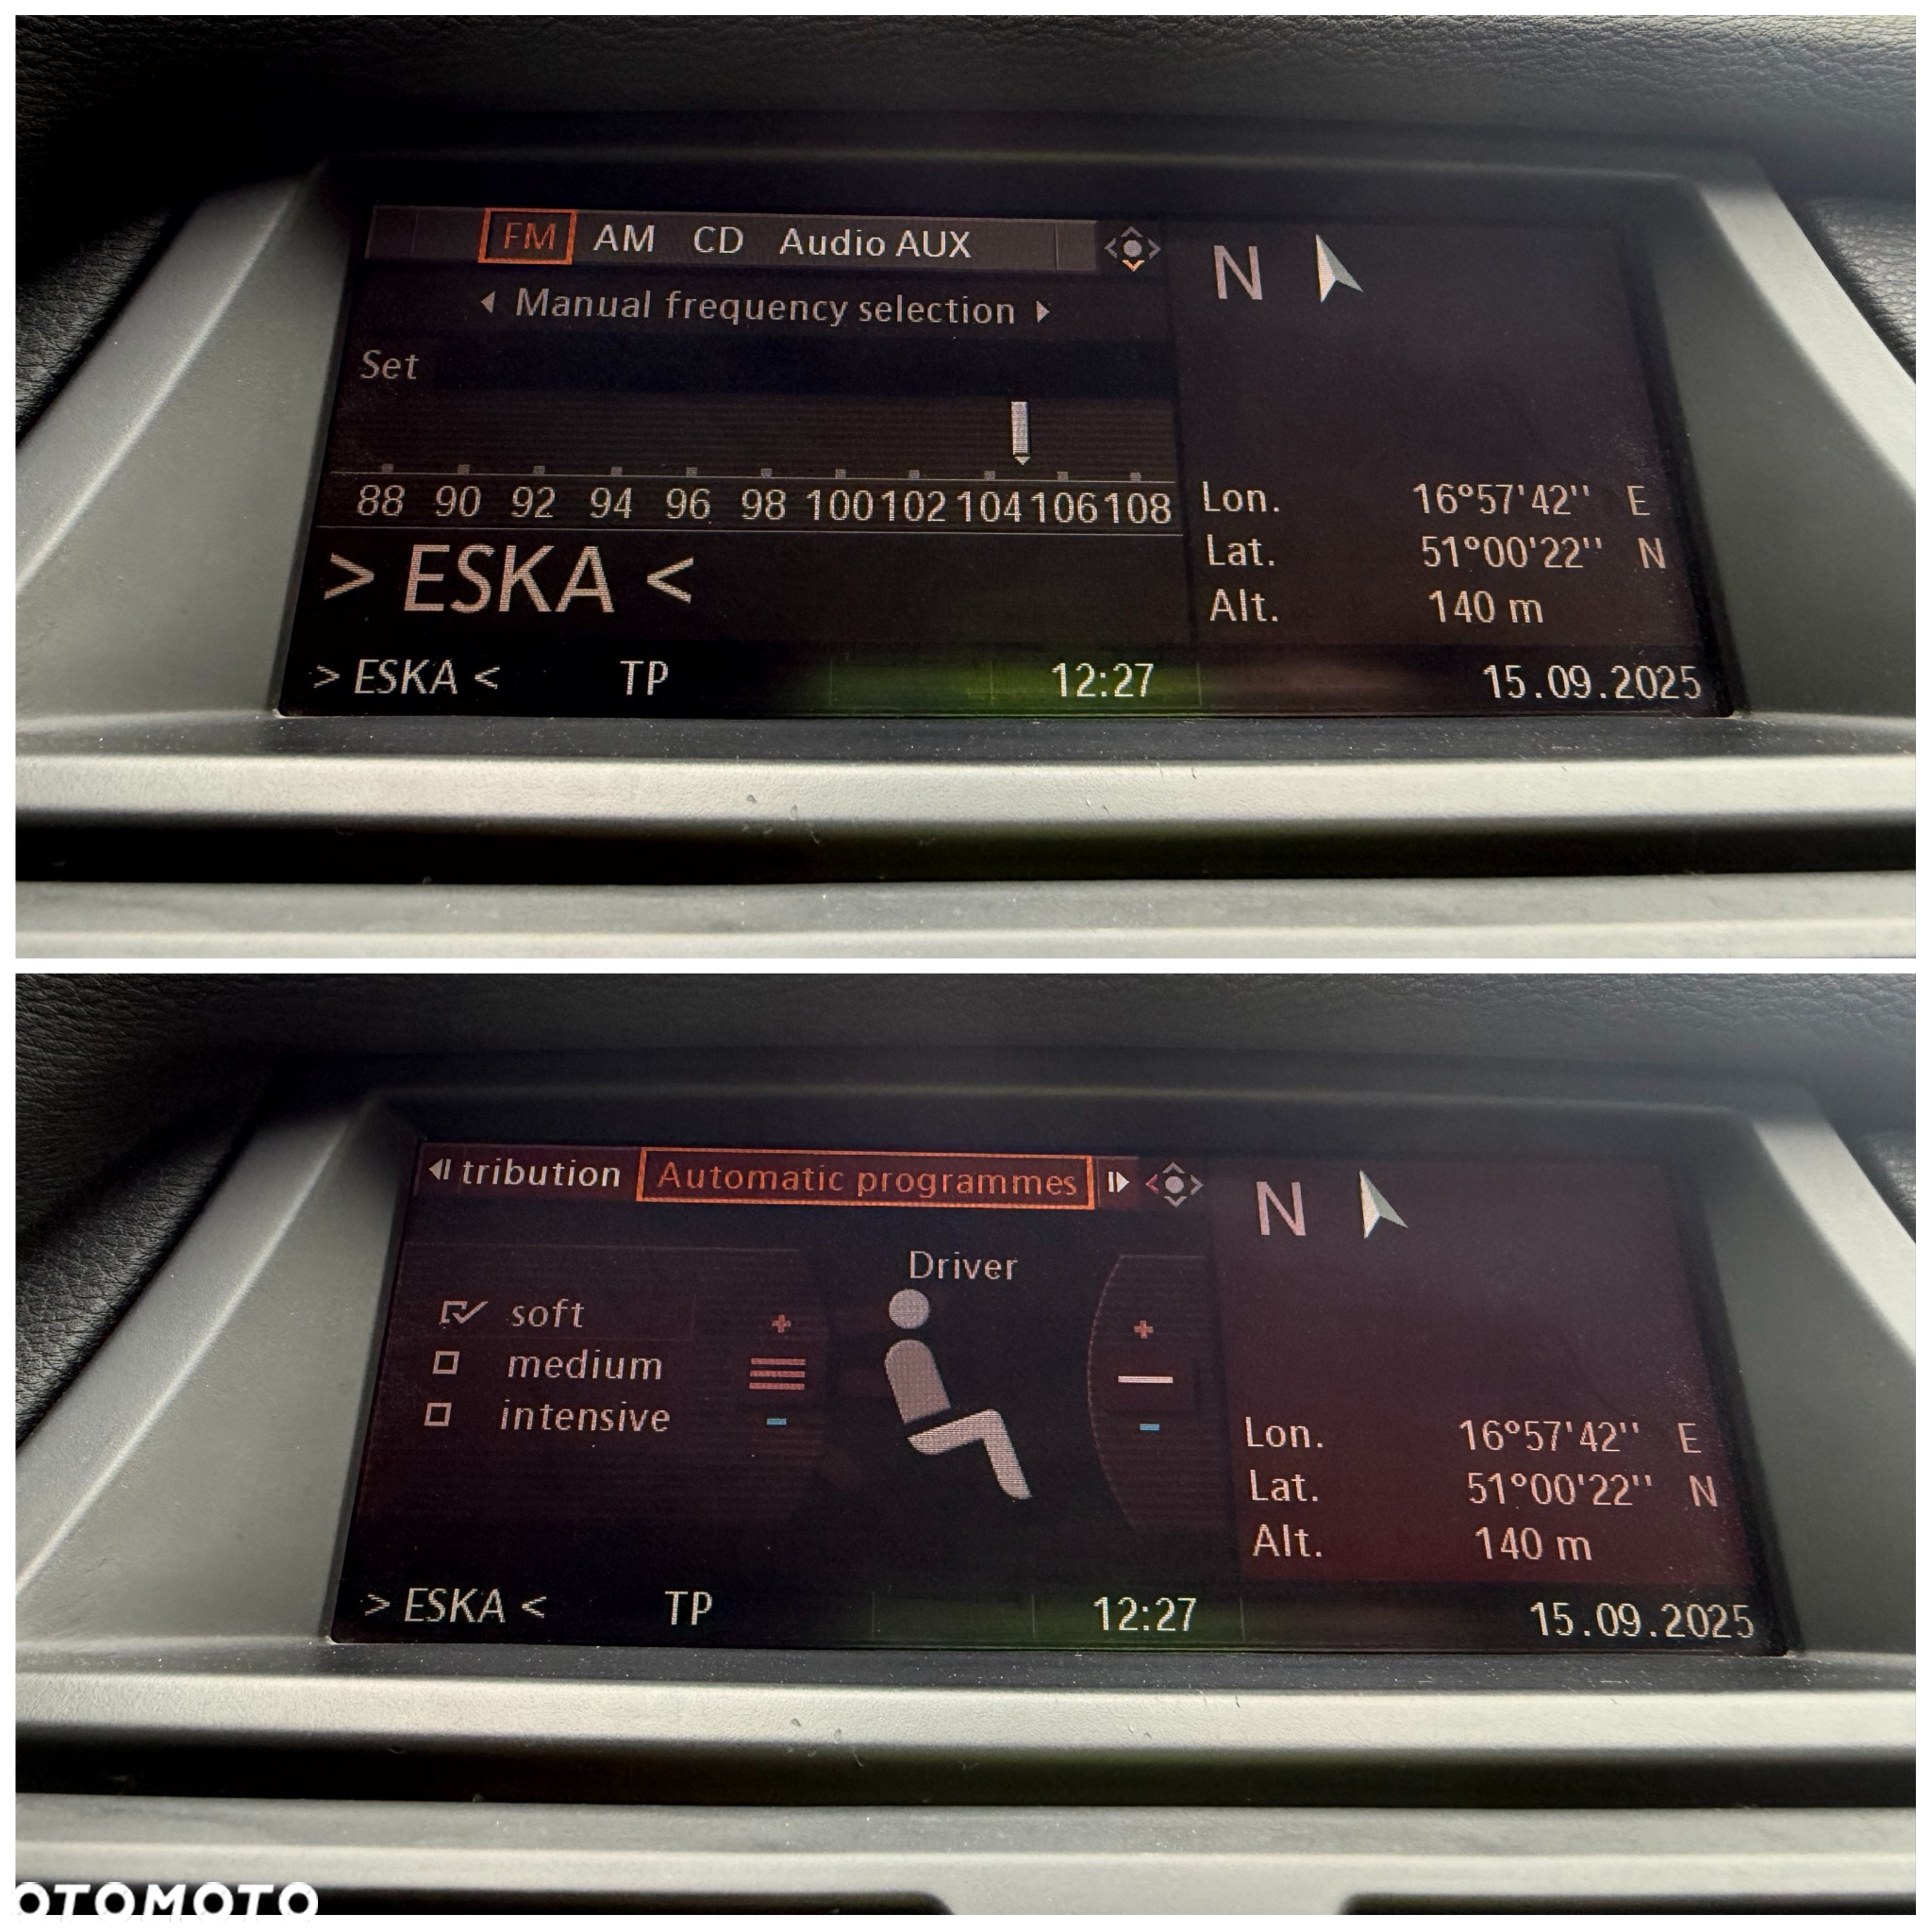 FM AM CD Audio AUX
Manual frequency selection
Set
88 90 92 94 96 98 100 102 104 106 108
> ESKA <
N
Lon. 16°57'42'' E
Lat. 51°00'22'' N
Alt. 140 m
> ESKA < TP 12:27 15.09.2025
tribution Automatic programmes
Driver
soft
medium
intensive
N
Lon. 16°57'42'' E
Lat. 51°00'22'' N
Alt. 140 m
> ESKA < TP 12:27 15.09.2025
OTOMOTO